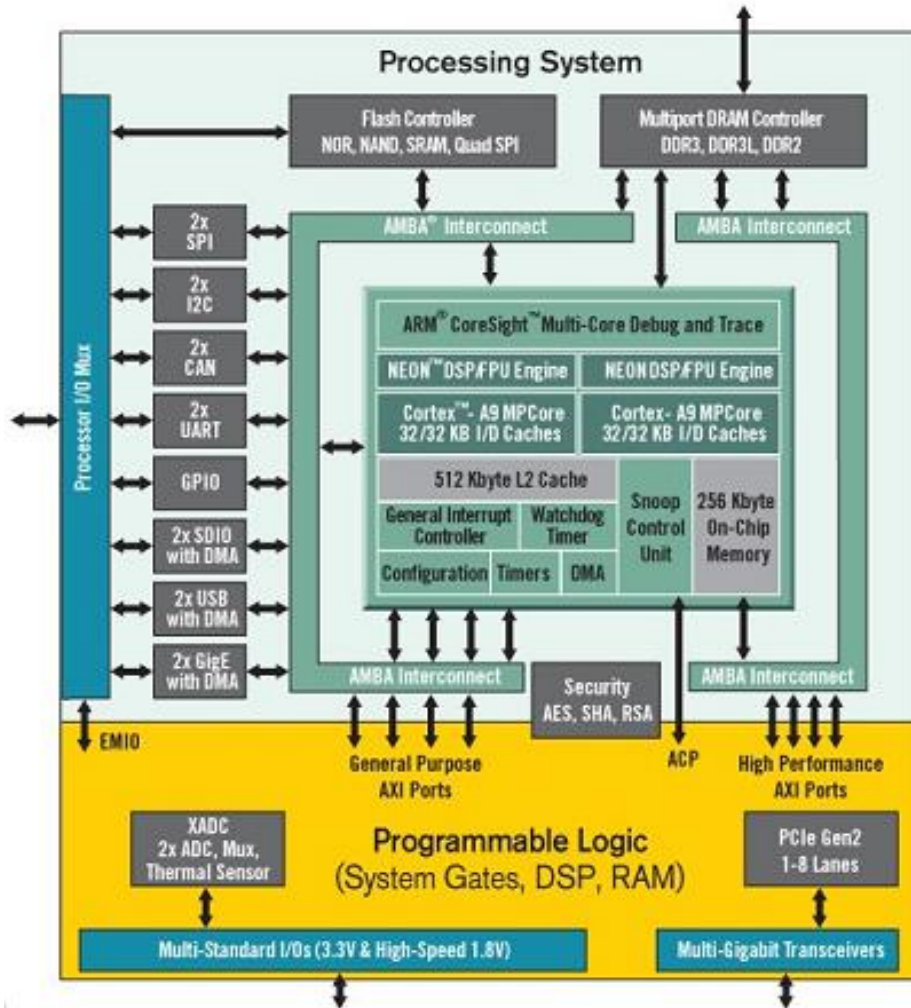 Processing System
Flash Controller
NOR, NAND, SRAM, Quad SPI
Multiport DRAM Controller
DDR3, DDR3L, DDR2
Processor I/O Mux
2x
SPI
2x
I2C
2x
CAN
2x
UART
GPIO
2x SDIO
with DMA
2x USB
with DMA
2x GigE
with DMA
AMBA® Interconnect
AMBA Interconnect
ARM® CoreSight™ Multi-Core Debug and Trace
NEON™ DSP/FPU Engine
NEON DSP/FPU Engine
Cortex™- A9 MPCore
32/32 KB I/D Caches
Cortex- A9 MPCore
32/32 KB I/D Caches
512 Kbyte L2 Cache
General Interrupt
Controller
Watchdog
Timer
Configuration
Timers
DMA
Snoop
Control
Unit
256 Kbyte
On-Chip
Memory
AMBA Interconnect
AMBA Interconnect
Security
AES, SHA, RSA
EMIO
General Purpose
AXI Ports
ACP
High Performance
AXI Ports
XADC
2x ADC, Mux,
Thermal Sensor
Programmable Logic
(System Gates, DSP, RAM)
PCIe Gen2
1-8 Lanes
Multi-Standard I/Os (3.3V & High-Speed 1.8V)
Multi-Gigabit Transceivers